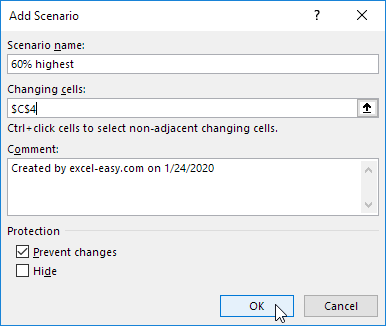 Add Scenario
?
Scenario name:
60% highest
Changing cells:
$C$4
Ctrl+click cells to select non-adjacent changing cells.
Comment:
Created by excel-easy.com on 1/24/2020
Protection
Prevent changes
Hide
OK Cancel